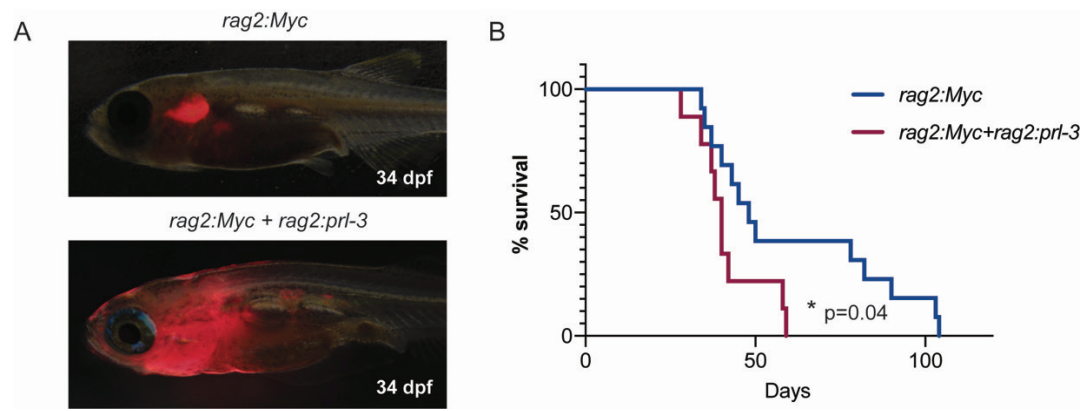 A
rag2:Myc
34 dpf
rag2:Myc + rag2:prl-3
34 dpf
B
% survival
100
50
0
0
50
100
Days
rag2:Myc
rag2:Myc+rag2:prl-3
* p=0.04